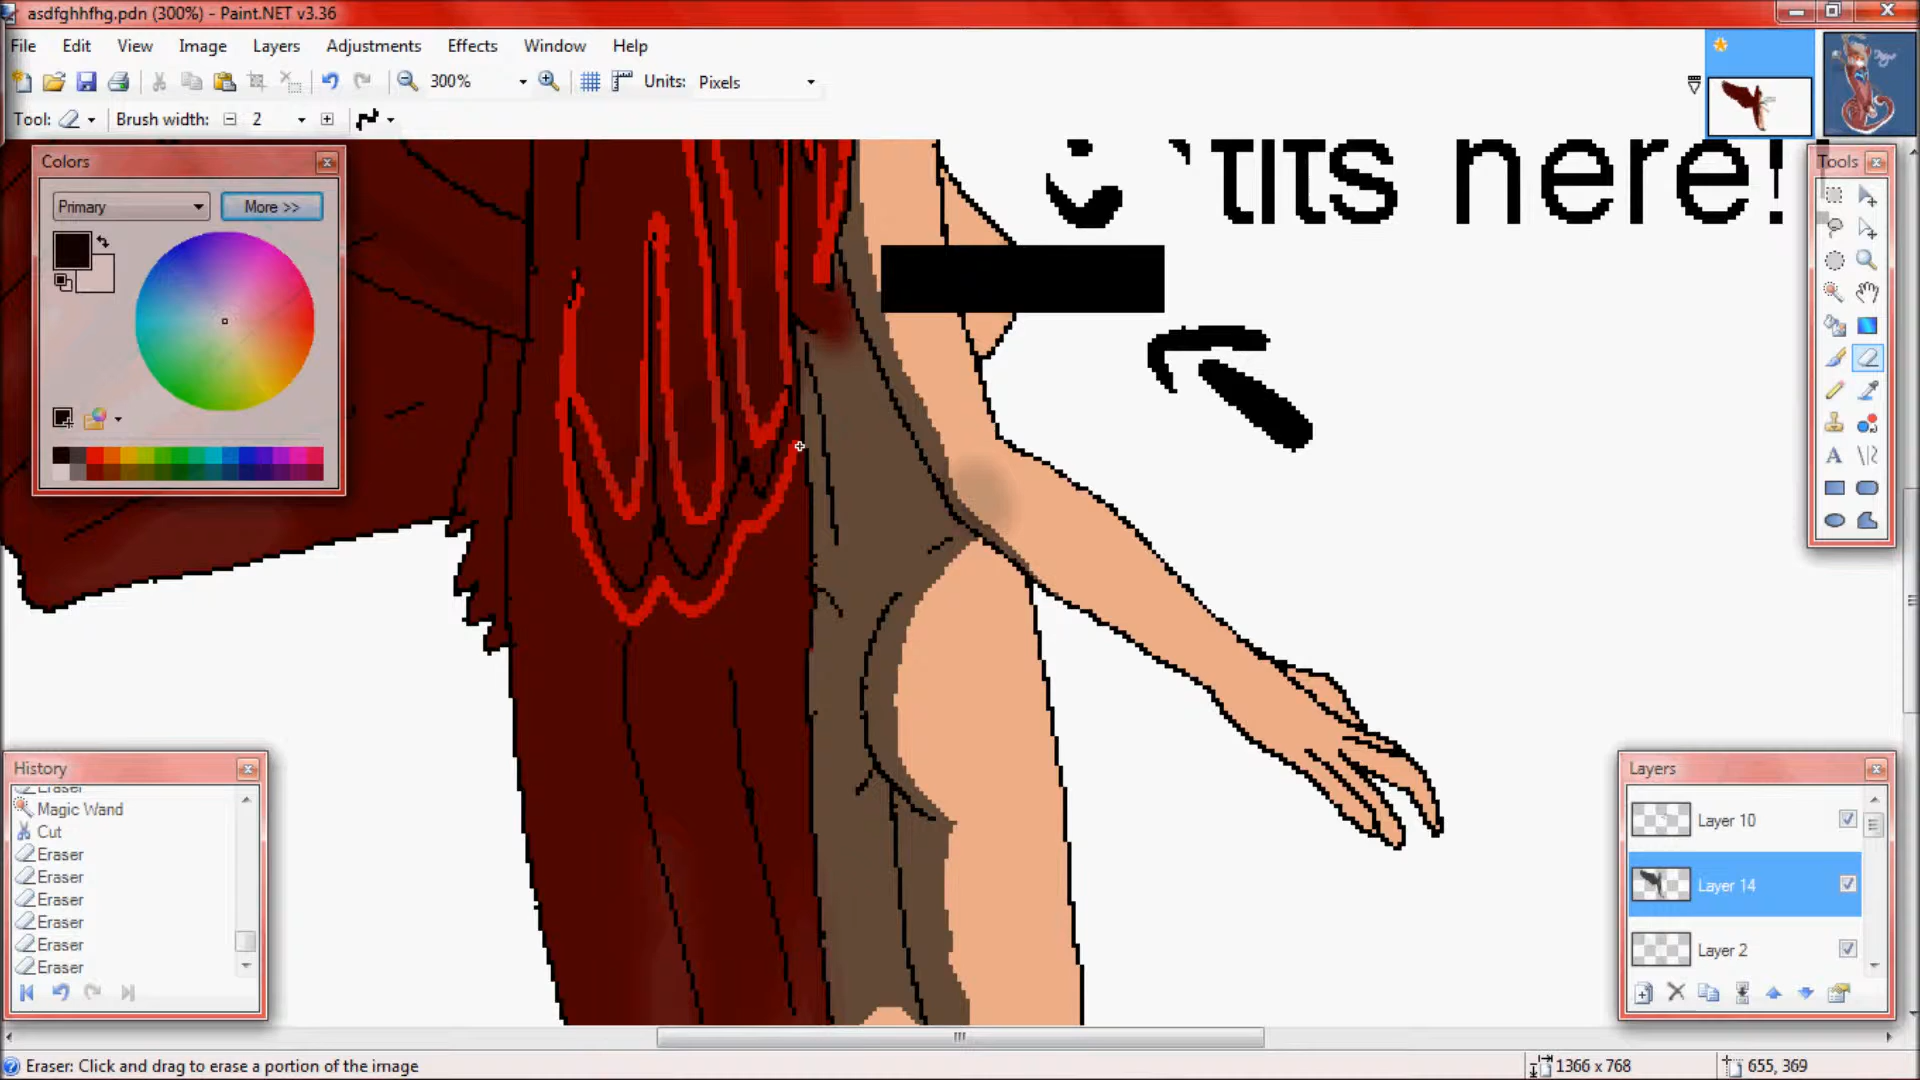 asdfghhfhg.pdn (300%) - Paint.NET v3.36
File Edit View Image Layers Adjustments Effects Window Help
300% Units: Pixels
Tool: Brush width: 2
Colors
Primary More >>
tits here!
Tools
History
Eraser
Magic Wand
Cut
Eraser
Eraser
Eraser
Eraser
Eraser
Eraser
Layers
Layer 10
Layer 14
Layer 2
Eraser: Click and drag to erase a portion of the image
1366 x 768
655, 369